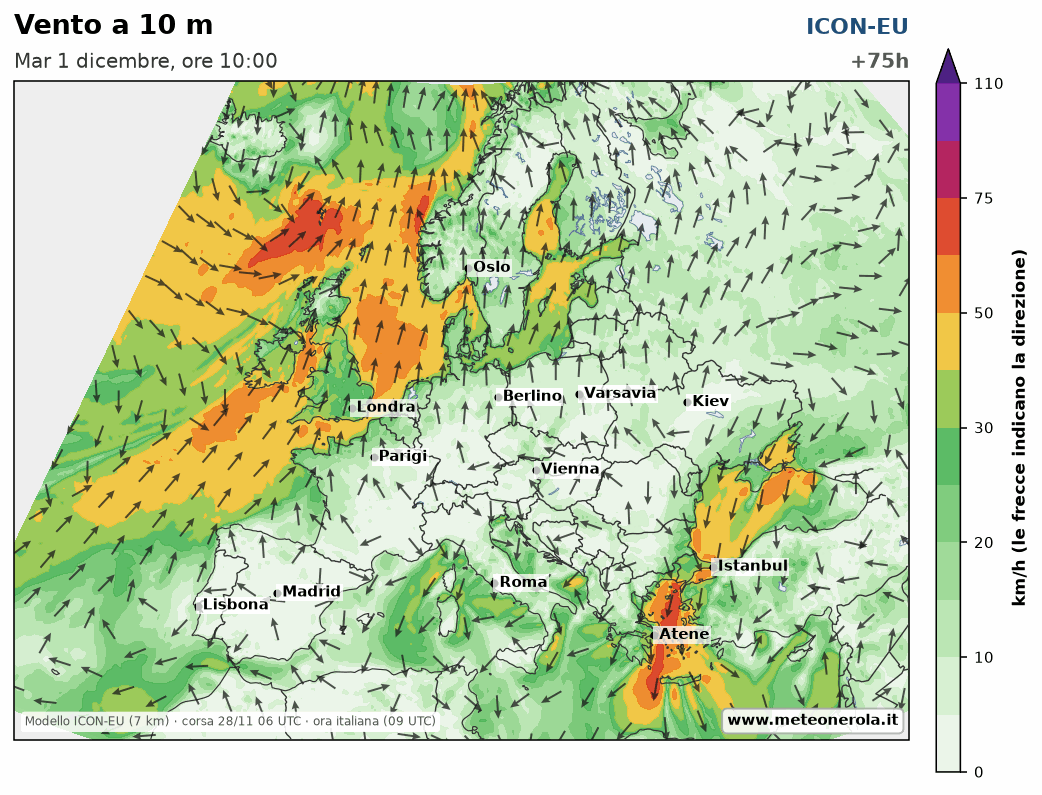 Vento a 10 m
ICON-EU
Mar 1 dicembre, ore 10:00
+75h
110
75
50
30
20
10
0
km/h (le frecce indicano la direzione)
Oslo
Londra
Berlino
Varsavia
Kiev
Parigi
Vienna
Istanbul
Roma
Madrid
Lisbona
Atene
Modello ICON-EU (7 km) · corsa 28/11 06 UTC · ora italiana (09 UTC)
www.meteonerola.it